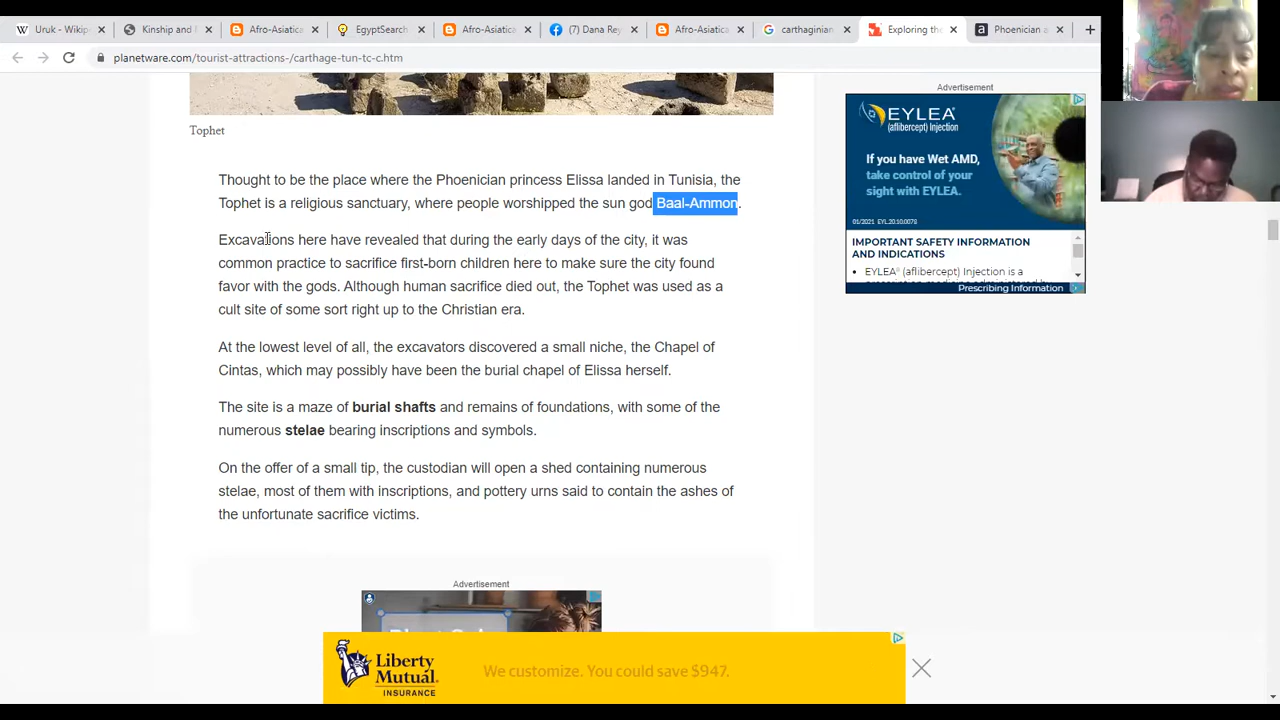 Uruk - Wikip
Kinship and
Afro-Asiatic
EgyptSearch
Afro-Asiatic
(7) Dana Rey
Afro-Asiatic
carthaginian
Exploring the
Phoenician a
planetware.com/tourist-attractions-/carthage-tun-tc-c.htm
Tophet
Thought to be the place where the Phoenician princess Elissa landed in Tunisia, the
Tophet is a religious sanctuary, where people worshipped the sun god Baal-Ammon.
Excavations here have revealed that during the early days of the city, it was
common practice to sacrifice first-born children here to make sure the city found
favor with the gods. Although human sacrifice died out, the Tophet was used as a
cult site of some sort right up to the Christian era.
At the lowest level of all, the excavators discovered a small niche, the Chapel of
Cintas, which may possibly have been the burial chapel of Elissa herself.
The site is a maze of burial shafts and remains of foundations, with some of the
numerous stelae bearing inscriptions and symbols.
On the offer of a small tip, the custodian will open a shed containing numerous
stelae, most of them with inscriptions, and pottery urns said to contain the ashes of
the unfortunate sacrifice victims.
Advertisement
Advertisement
EYLEA
(aflibercept) Injection
If you have Wet AMD,
take control of your
sight with EYLEA.
01/2021 EYL.20.10.0078
IMPORTANT SAFETY INFORMATION
AND INDICATIONS
EYLEA® (aflibercept) Injection is a
Prescribing Information
Liberty
Mutual
INSURANCE
We customize. You could save $947.